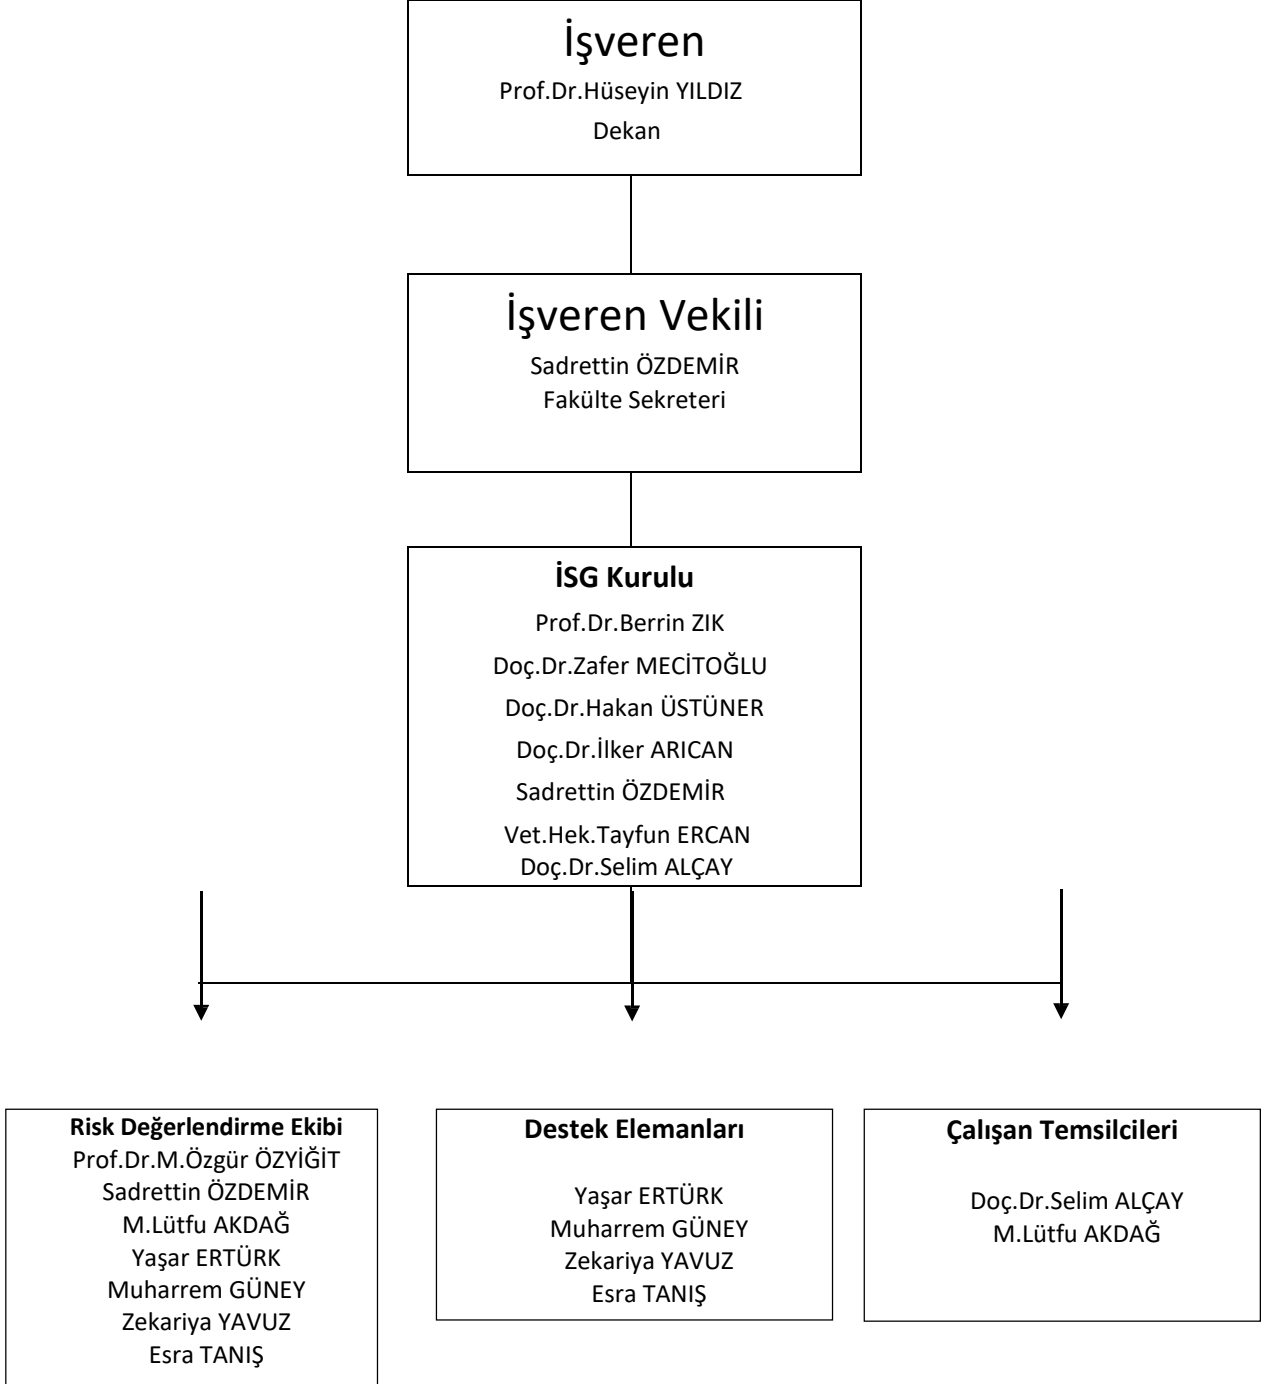 İşveren
Prof.Dr.Hüseyin YILDIZ
Dekan
İşveren Vekili
Sadrettin ÖZDEMİR
Fakülte Sekreteri
İSG Kurulu
Prof.Dr.Berrin ZIK
Doç.Dr.Zafer MECİTOĞLU
Doç.Dr.Hakan ÜSTÜNER
Doç.Dr.İlker ARICAN
Sadrettin ÖZDEMİR
Vet.Hek.Tayfun ERCAN
Doç.Dr.Selim ALÇAY
Risk Değerlendirme Ekibi
Prof.Dr.M.Özgür ÖZYİĞİT
Sadrettin ÖZDEMİR
M.Lütfu AKDAĞ
Yaşar ERTÜRK
Muharrem GÜNEY
Zekariya YAVUZ
Esra TANIŞ
Destek Elemanları
Yaşar ERTÜRK
Muharrem GÜNEY
Zekariya YAVUZ
Esra TANIŞ
Çalışan Temsilcileri
Doç.Dr.Selim ALÇAY
M.Lütfu AKDAĞ